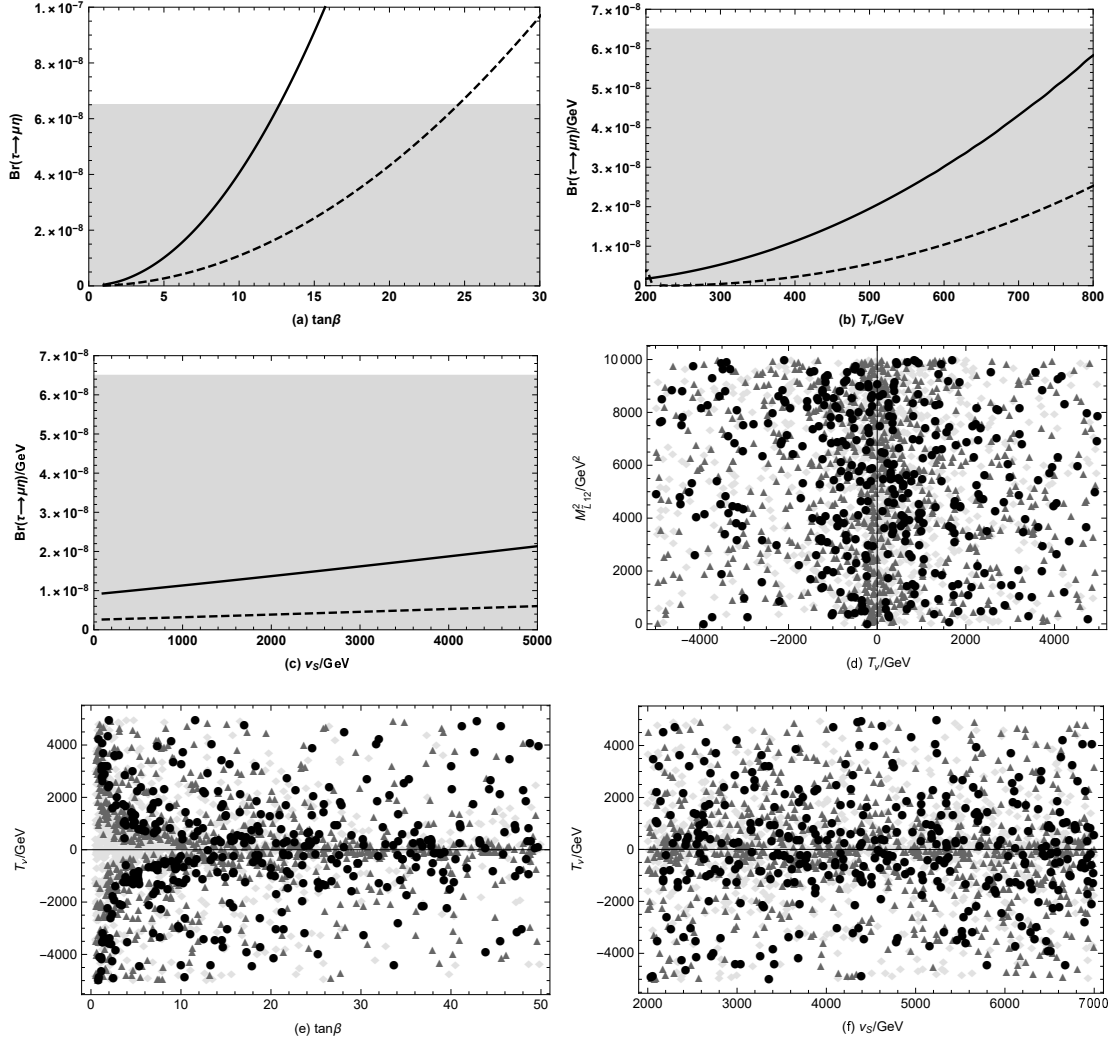 1.×10⁻⁷
8.×10⁻⁸
6.×10⁻⁸
4.×10⁻⁸
2.×10⁻⁸
0
Br(τ⟶μη)
0 5 10 15 20 25 30
(a) tanβ
7.×10⁻⁸
6.×10⁻⁸
5.×10⁻⁸
4.×10⁻⁸
3.×10⁻⁸
2.×10⁻⁸
1.×10⁻⁸
0
Br(τ⟶μη)/GeV
200 300 400 500 600 700 800
(b) Tᵥ/GeV
7.×10⁻⁸
6.×10⁻⁸
5.×10⁻⁸
4.×10⁻⁸
3.×10⁻⁸
2.×10⁻⁸
1.×10⁻⁸
0
Br(τ⟶μη)/GeV
0 1000 2000 3000 4000 5000
(c) v_S/GeV
10000
8000
6000
4000
2000
0
M²_L̃12/GeV²
−4000 −2000 0 2000 4000
(d) Tᵥ/GeV
4000
2000
0
−2000
−4000
Tᵥ/GeV
0 10 20 30 40 50
(e) tanβ
4000
2000
0
−2000
−4000
Tᵥ/GeV
2000 3000 4000 5000 6000 7000
(f) v_S/GeV